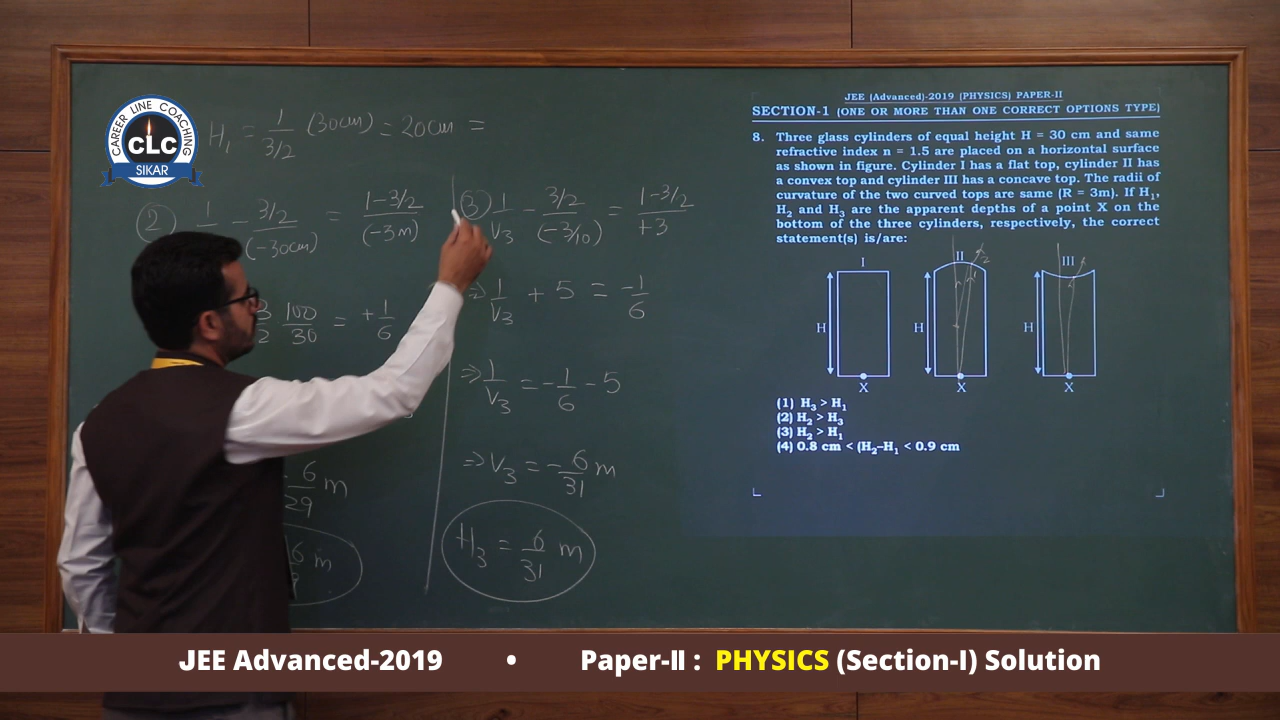 CAREER LINE COACHING
CLC
SIKAR
H₁ = 1/(3/2) (30cm) = 20cm =
(2) 1 − (3/2)/(−30cm) = (1−3/2)/(−3m)
100/30 = +1/6
6/29 m
6 m
(3) 1/V₃ − (3/2)/(−3/10) = (1−3/2)/+3
⇒ 1/V₃ + 5 = −1/6
⇒ 1/V₃ = −1/6 − 5
⇒ V₃ = −6/31 m
H₃ = 6/31 m
JEE (Advanced)-2019 (PHYSICS) PAPER-II
SECTION-1 (ONE OR MORE THAN ONE CORRECT OPTIONS TYPE)
8. Three glass cylinders of equal height H = 30 cm and same
refractive index n = 1.5 are placed on a horizontal surface
as shown in figure. Cylinder I has a flat top, cylinder II has
a convex top and cylinder III has a concave top. The radii of
curvature of the two curved tops are same (R = 3m). If H₁,
H₂ and H₃ are the apparent depths of a point X on the
bottom of the three cylinders, respectively, the correct
statement(s) is/are:
I II III
H H H
X X X
(1) H₃ > H₁
(2) H₂ > H₃
(3) H₂ > H₁
(4) 0.8 cm < (H₂–H₁ < 0.9 cm
JEE Advanced-2019 • Paper-II : PHYSICS (Section-I) Solution